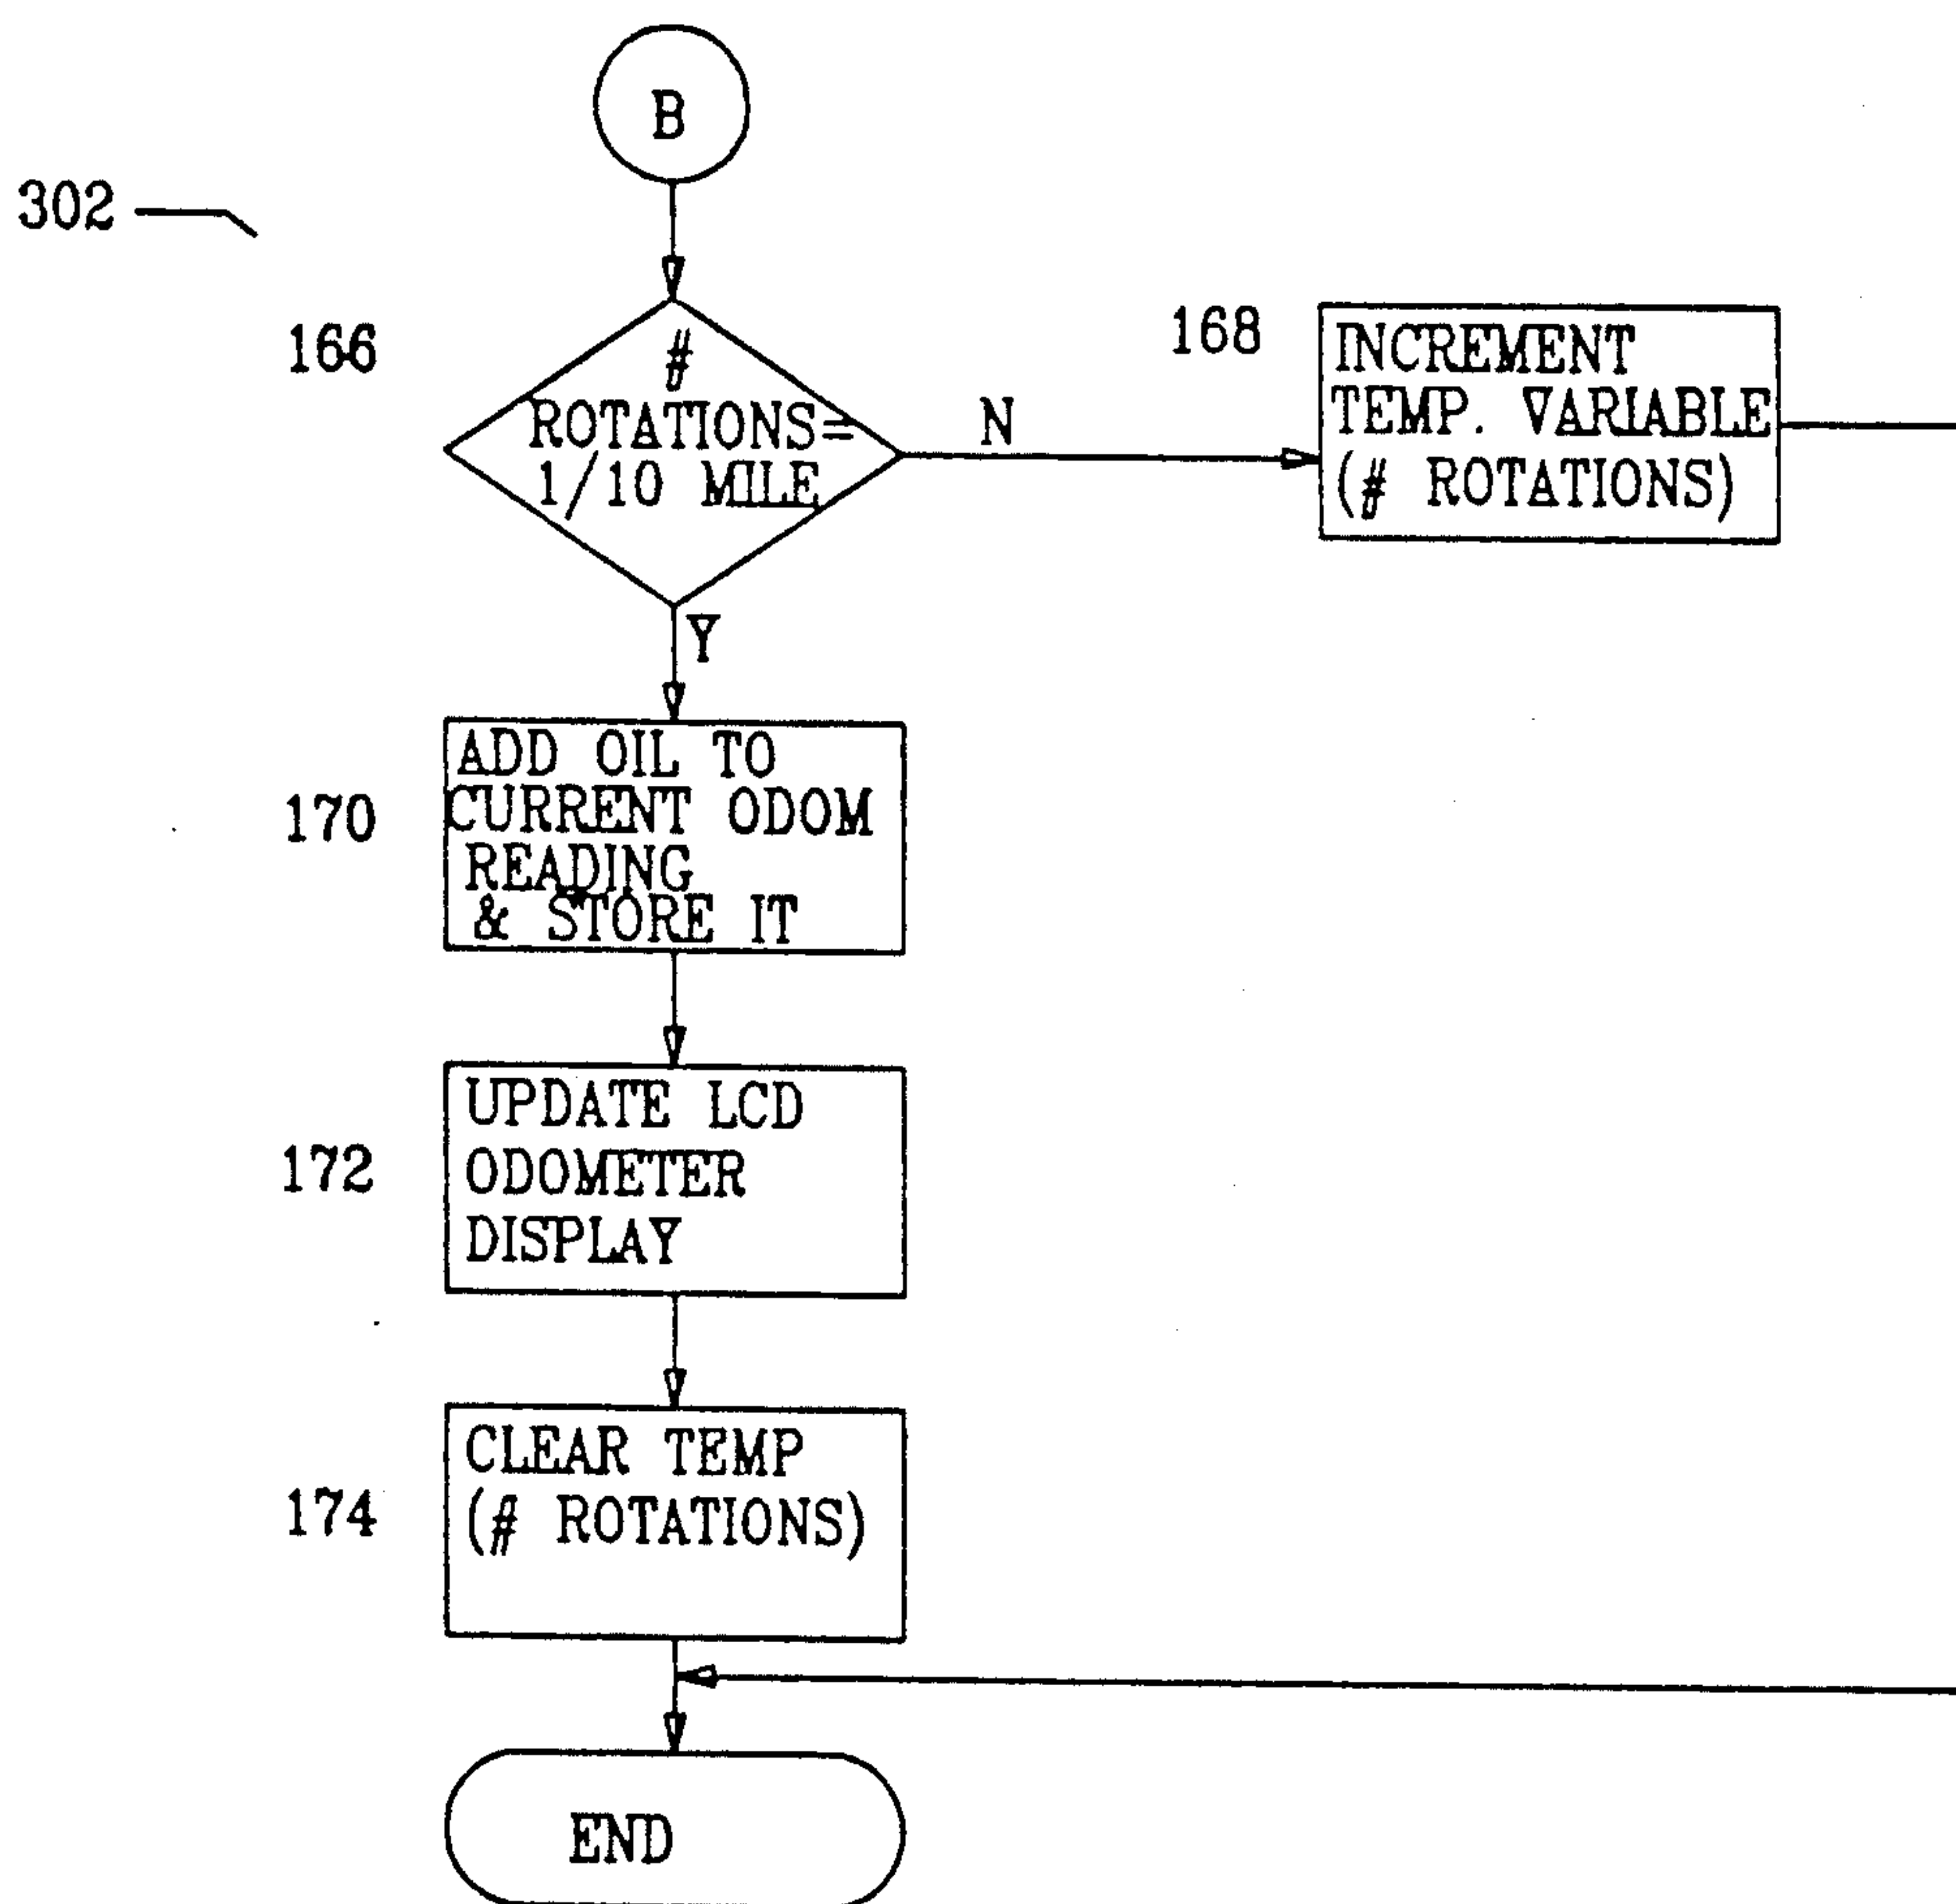 B
302
166
#
ROTATIONS=
1/10 MILE
N
168
INCREMENT
TEMP. VARIABLE
(# ROTATIONS)
Y
170
ADD OIL TO
CURRENT ODOM
READING
& STORE IT
172
UPDATE LCD
ODOMETER
DISPLAY
174
CLEAR TEMP
(# ROTATIONS)
END